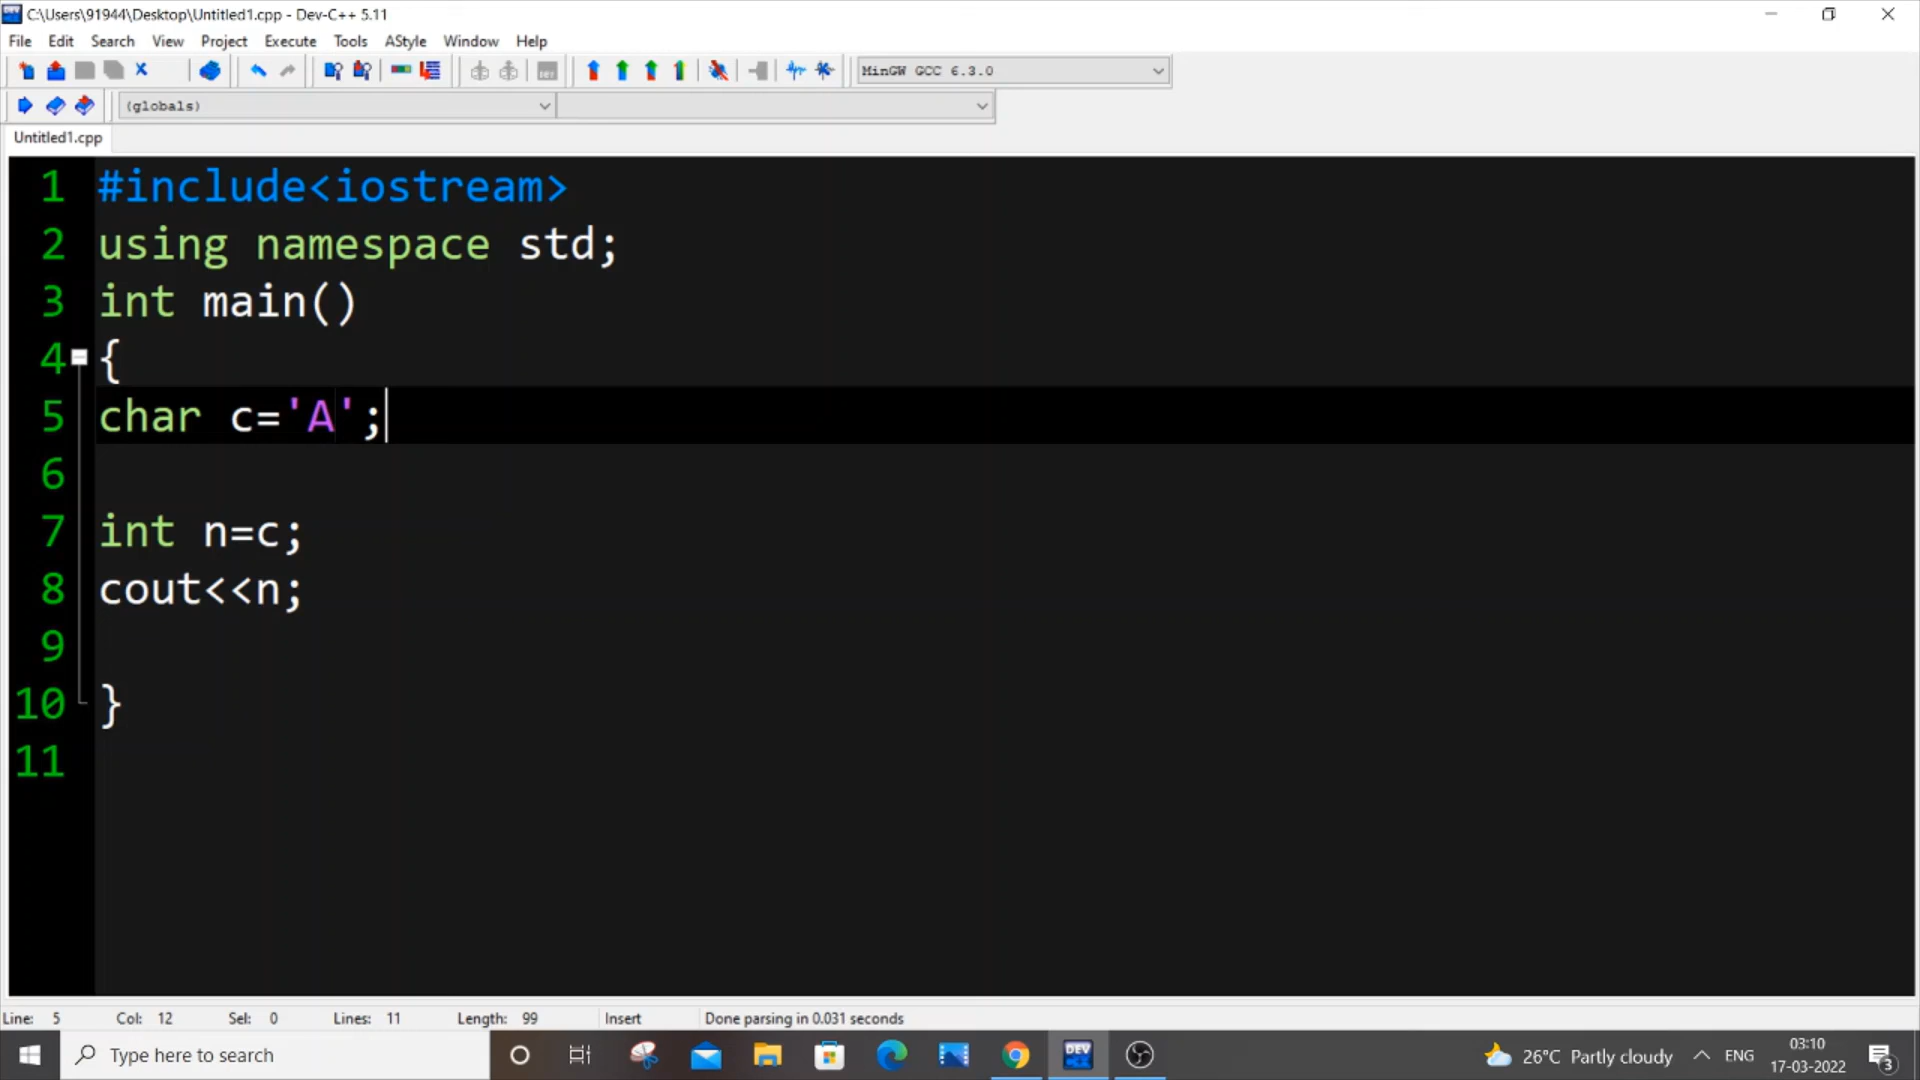 C:\Users\91944\Desktop\Untitled1.cpp - Dev-C++ 5.11
File Edit Search View Project Execute Tools AStyle Window Help
MinGW GCC 6.3.0
(globals)
Untitled1.cpp
1 #include<iostream>
2 using namespace std;
3 int main()
4 {
5 char c='A';
6
7 int n=c;
8 cout<<n;
9
10 }
11
Line: 5 Col: 12 Sel: 0 Lines: 11 Length: 99 Insert Done parsing in 0.031 seconds
Type here to search
DEV
26°C Partly cloudy
ENG
03:10
17-03-2022
3